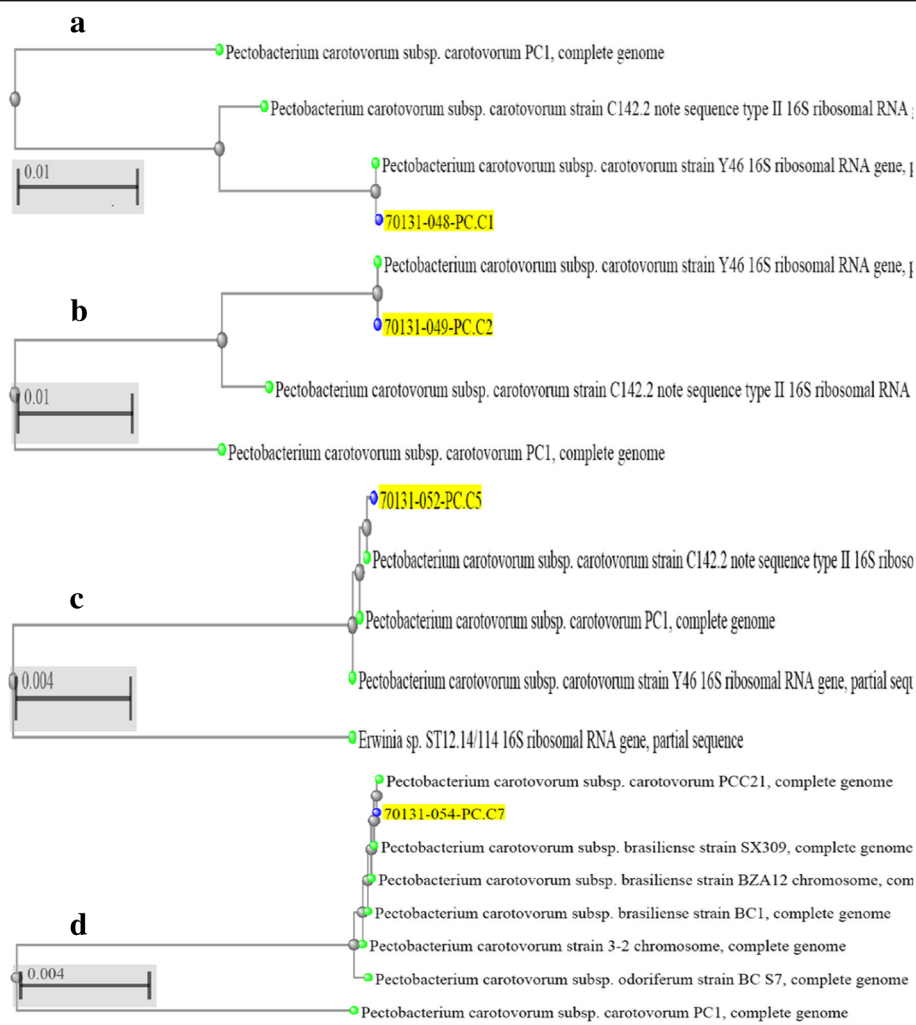 a
Pectobacterium carotovorum subsp. carotovorum PC1, complete genome
Pectobacterium carotovorum subsp. carotovorum strain C142.2 note sequence type II 16S ribosomal RNA
0.01
Pectobacterium carotovorum subsp. carotovorum strain Y46 16S ribosomal RNA gene,
70131-048-PC.C1
Pectobacterium carotovorum subsp. carotovorum strain Y46 16S ribosomal RNA gene,
b
70131-049-PC.C2
Pectobacterium carotovorum subsp. carotovorum strain C142.2 note sequence type II 16S ribosomal RNA
0.01
Pectobacterium carotovorum subsp. carotovorum PC1, complete genome
70131-052-PC.C5
Pectobacterium carotovorum subsp. carotovorum strain C142.2 note sequence type II 16S riboso
c
Pectobacterium carotovorum subsp. carotovorum PC1, complete genome
0.004
Pectobacterium carotovorum subsp. carotovorum strain Y46 16S ribosomal RNA gene, partial sequ
Erwinia sp. ST12.14/114 16S ribosomal RNA gene, partial sequence
Pectobacterium carotovorum subsp. carotovorum PCC21, complete genome
70131-054-PC.C7
Pectobacterium carotovorum subsp. brasiliense strain SX309, complete genome
Pectobacterium carotovorum subsp. brasiliense strain BZA12 chromosome, com
Pectobacterium carotovorum subsp. brasiliense strain BC1, complete genome
d
Pectobacterium carotovorum strain 3-2 chromosome, complete genome
0.004
Pectobacterium carotovorum subsp. odoriferum strain BC S7, complete genome
Pectobacterium carotovorum subsp. carotovorum PC1, complete genome